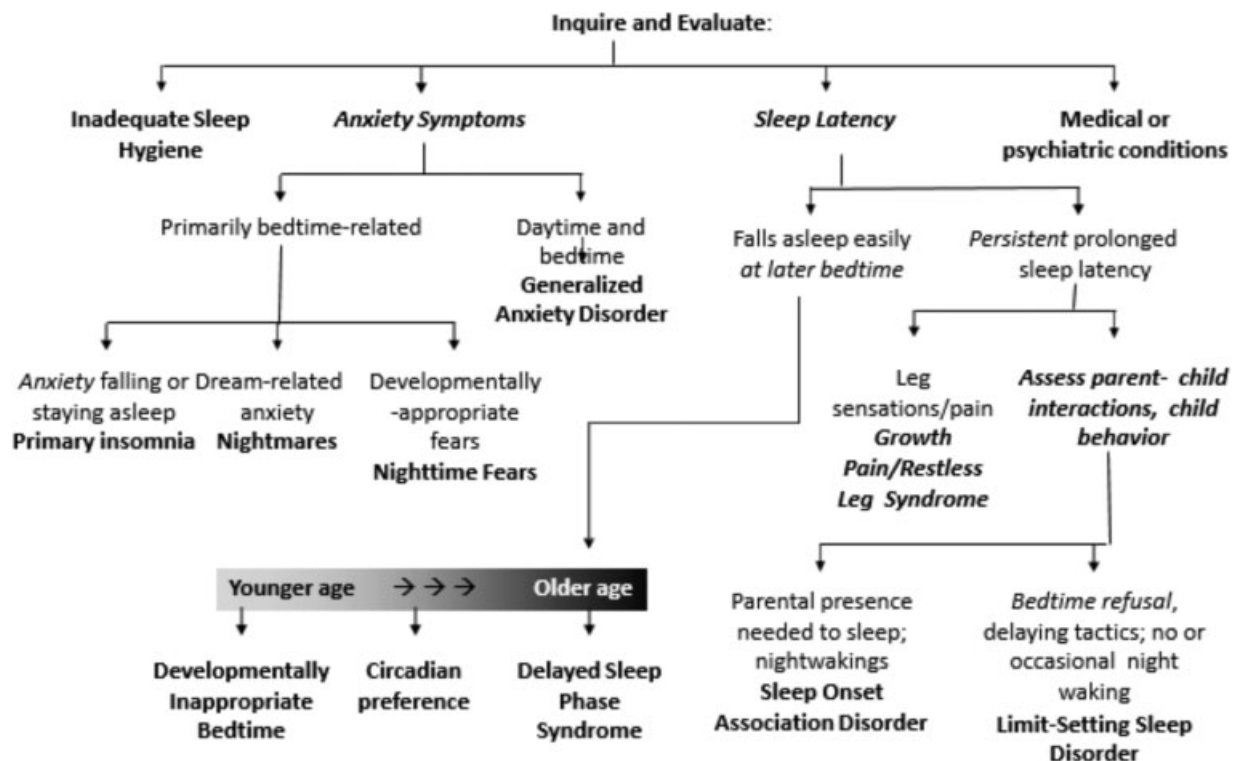 Inquire and Evaluate:
Inadequate Sleep
Hygiene
Anxiety Symptoms
Sleep Latency
Medical or
psychiatric conditions
Primarily bedtime-related
Daytime and
bedtime
Generalized
Anxiety Disorder
Falls asleep easily
at later bedtime
Persistent prolonged
sleep latency
Anxiety falling or
staying asleep
Primary insomnia
Dream-related
anxiety
Nightmares
Developmentally
-appropriate
fears
Nighttime Fears
Leg
sensations/pain
Growth
Pain/Restless
Leg Syndrome
Assess parent- child
interactions, child
behavior
Younger age → → → Older age
Developmentally
Inappropriate
Bedtime
Circadian
preference
Delayed Sleep
Phase
Syndrome
Parental presence
needed to sleep;
nightwakings
Sleep Onset
Association Disorder
Bedtime refusal,
delaying tactics; no or
occasional night
waking
Limit-Setting Sleep
Disorder